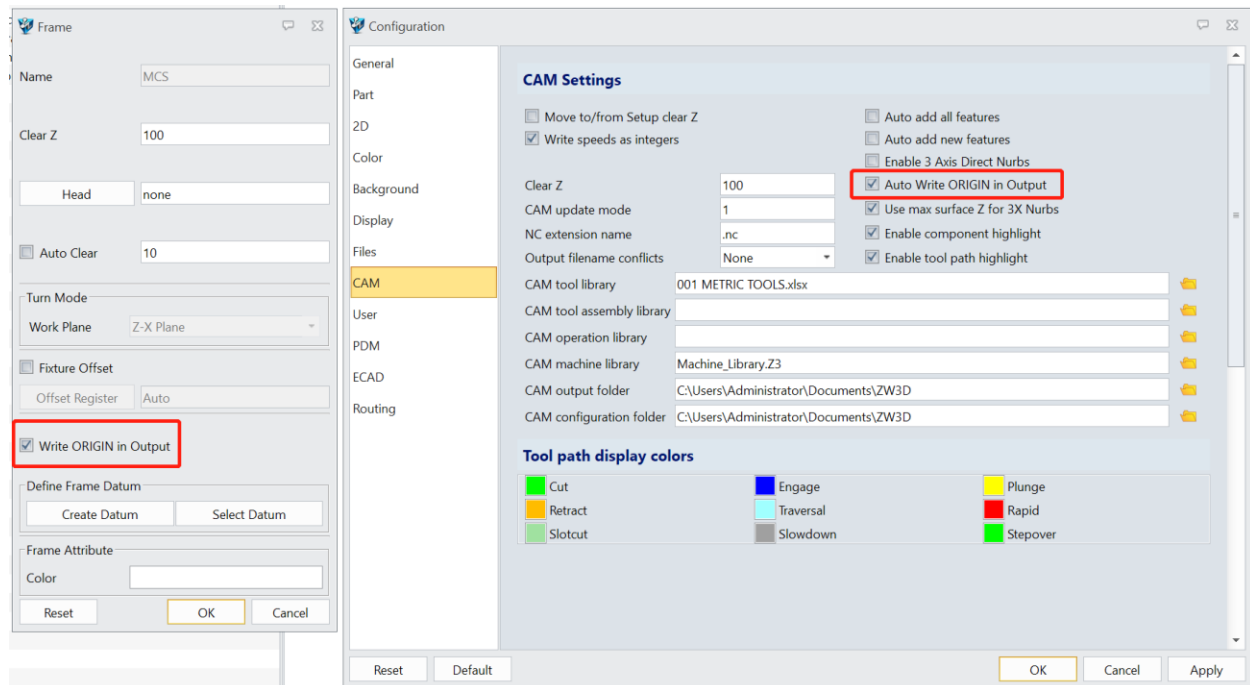 Frame
Name
MCS
Clear Z
100
Head
none
Auto Clear
10
Turn Mode
Work Plane
Z-X Plane
Fixture Offset
Offset Register
Auto
Write ORIGIN in Output
Define Frame Datum
Create Datum
Select Datum
Frame Attribute
Color
Reset
OK
Cancel
Configuration
General
Part
2D
Color
Background
Display
Files
CAM
User
PDM
ECAD
Routing
CAM Settings
Move to/from Setup clear Z
Write speeds as integers
Auto add all features
Auto add new features
Enable 3 Axis Direct Nurbs
Auto Write ORIGIN in Output
Use max surface Z for 3X Nurbs
Enable component highlight
Enable tool path highlight
Clear Z
100
CAM update mode
1
NC extension name
.nc
Output filename conflicts
None
CAM tool library
001 METRIC TOOLS.xlsx
CAM tool assembly library
CAM operation library
CAM machine library
Machine_Library.Z3
CAM output folder
C:\Users\Administrator\Documents\ZW3D
CAM configuration folder
C:\Users\Administrator\Documents\ZW3D
Tool path display colors
Cut
Engage
Plunge
Retract
Traversal
Rapid
Slotcut
Slowdown
Stepover
Reset
Default
OK
Cancel
Apply